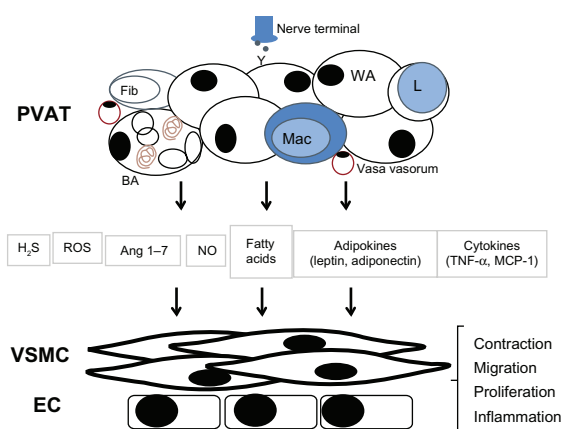 Nerve terminal
Y
WA
L
Fib
PVAT
Mac
BA
Vasa vasorum
H₂S
ROS
Ang 1–7
NO
Fatty
acids
Adipokines
(leptin, adiponectin)
Cytokines
(TNF-α, MCP-1)
VSMC
EC
Contraction
Migration
Proliferation
Inflammation